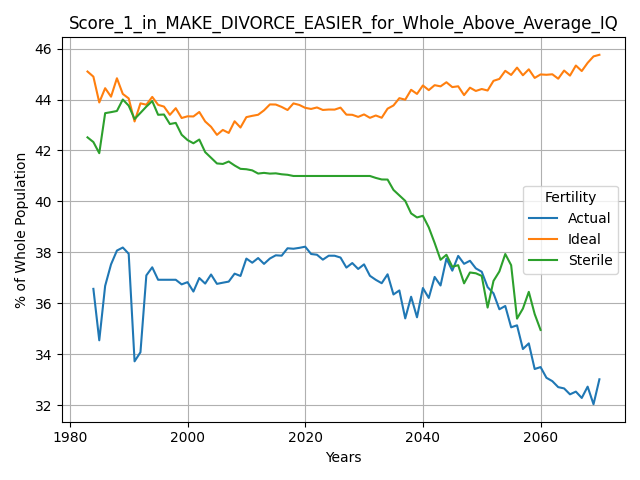 Score_1_in_MAKE_DIVORCE_EASIER_for_Whole_Above_Average_IQ
% of Whole Population
46
44
42
40
38
36
34
32
Fertility
Actual
Ideal
Sterile
1980
2000
2020
2040
2060
Years